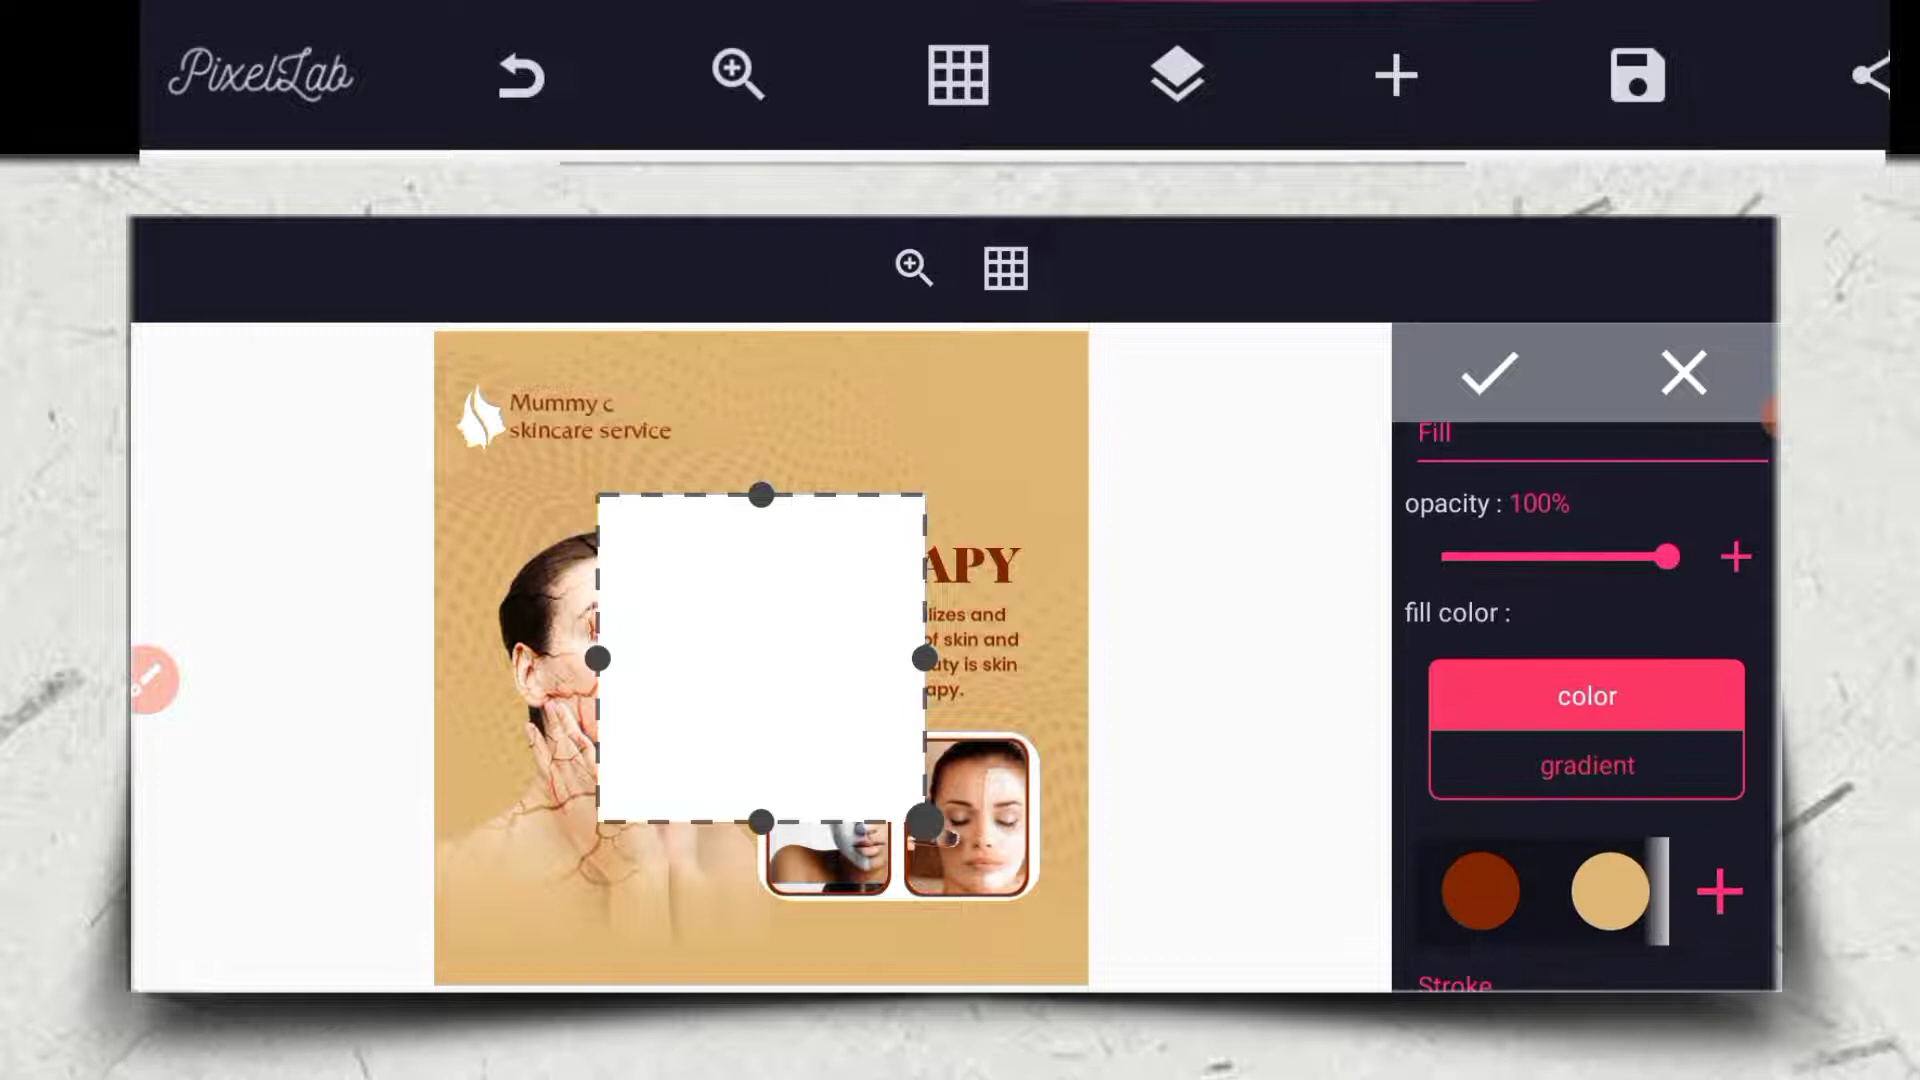 PixelLab
Mummy c
skincare service
APY
lizes and
of skin and
uty is skin
apy.
Fill
opacity : 100%
fill color :
color
gradient
Stroke